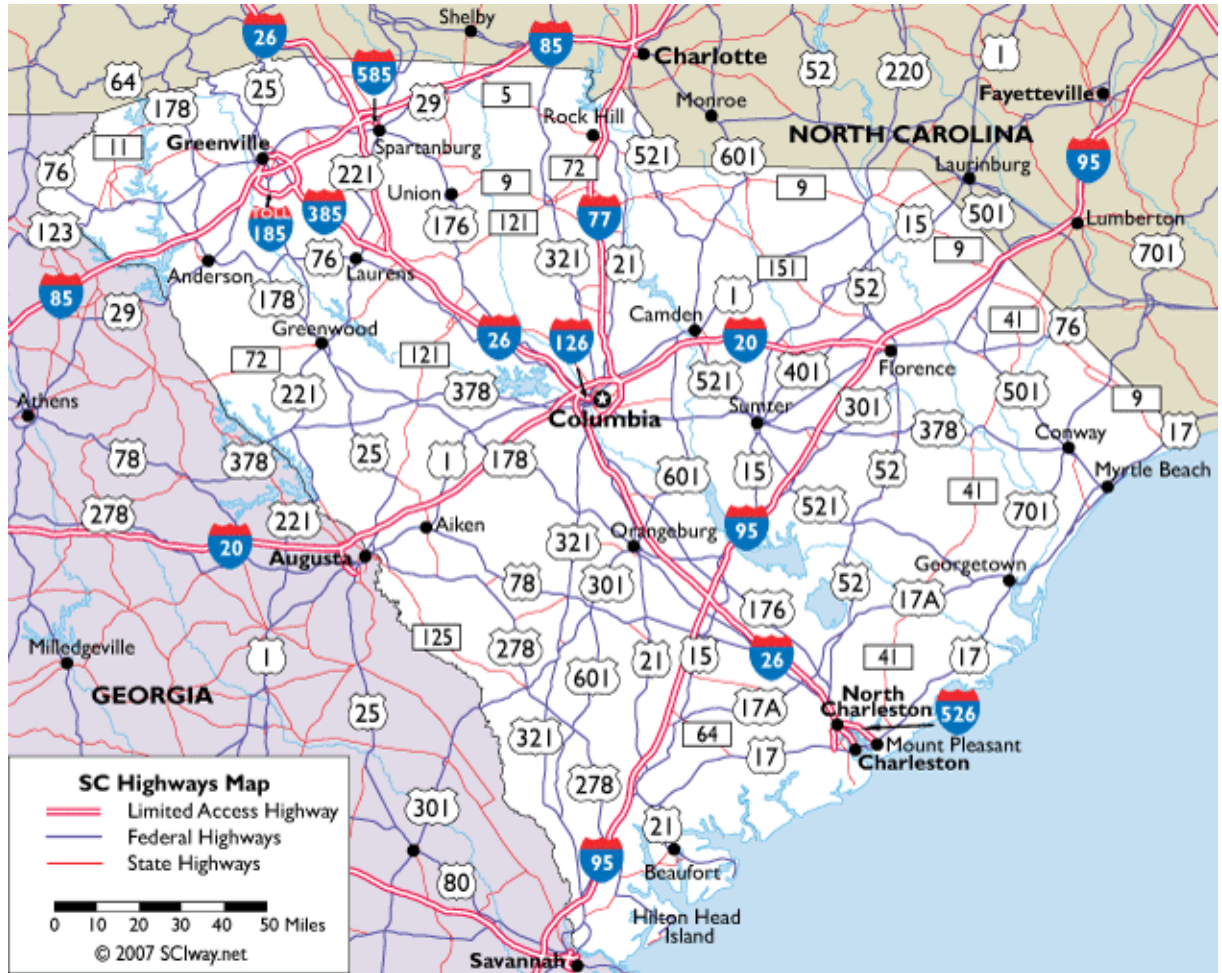 Shelby
26
85
585
Charlotte
52
220
1
64
25
29
5
178
Monroe
Fayetteville
Rock Hill
NORTH CAROLINA
11
Greenville
Spartanburg
521
601
95
76
221
72
Laurinburg
Union
9
9
15
501
123
TOLL
185
385
176
121
77
9
Lumberton
701
76
Laurens
321
21
151
Anderson
52
85
29
178
1
Camden
41
76
Greenwood
26
126
20
72
121
521
401
Florence
221
378
501
Athens
Columbia
Sumter
301
9
378
17
78
378
25
1
178
Conway
15
52
Myrtle Beach
601
41
278
221
521
701
20
Aiken
Orangeburg
95
Augusta
321
Georgetown
78
301
52
17A
176
125
278
1
Milledgeville
21
15
26
41
17
GEORGIA
601
North
Charleston
526
25
17A
321
64
17
Mount Pleasant
Charleston
SC Highways Map
278
Limited Access Highway
301
Federal Highways
21
State Highways
95
80
Beaufort
0 10 20 30 40 50 Miles
Hilton Head
Island
© 2007 SCIway.net
Savannah